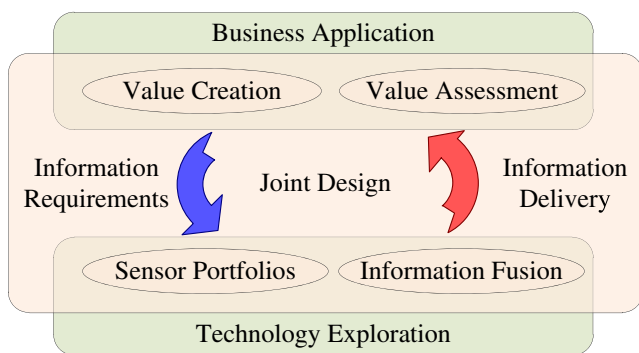 Business Application
Value Creation
Value Assessment
Information
Requirements
Joint Design
Information
Delivery
Sensor Portfolios
Information Fusion
Technology Exploration